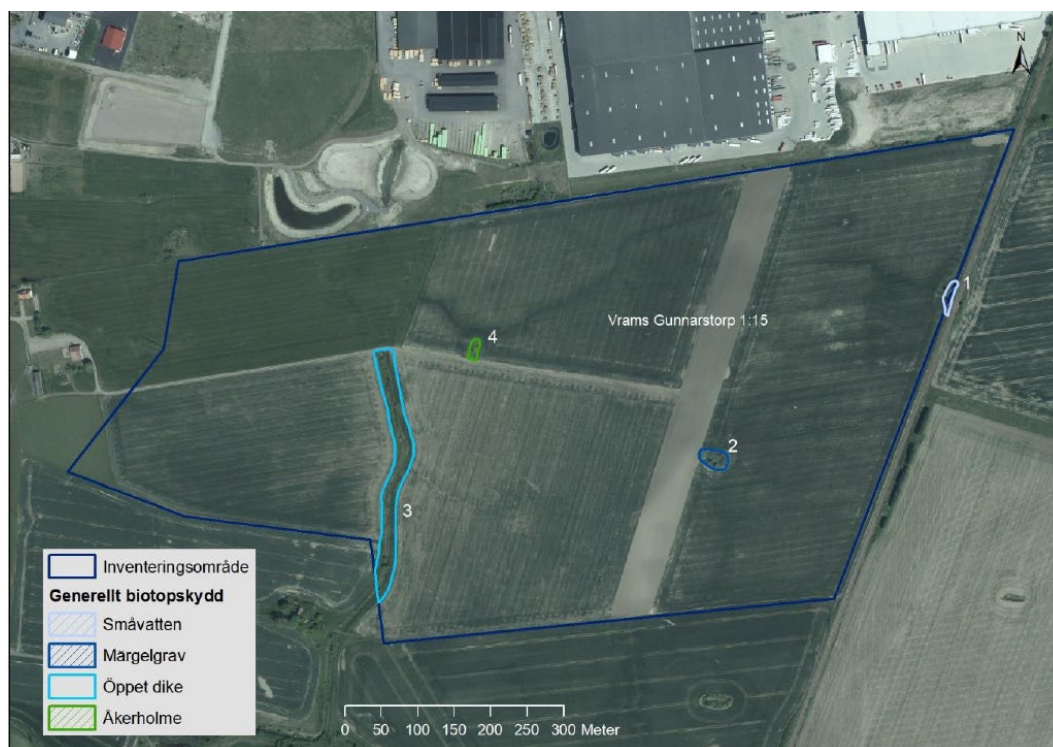 N
1
4
Vrams Gunnarstorp 1:15
2
3
Inventeringsområde
Generellt biotopskydd
Småvatten
Märgelgrav
Öppet dike
Åkerholme
0 50 100 150 200 250 300 Meter